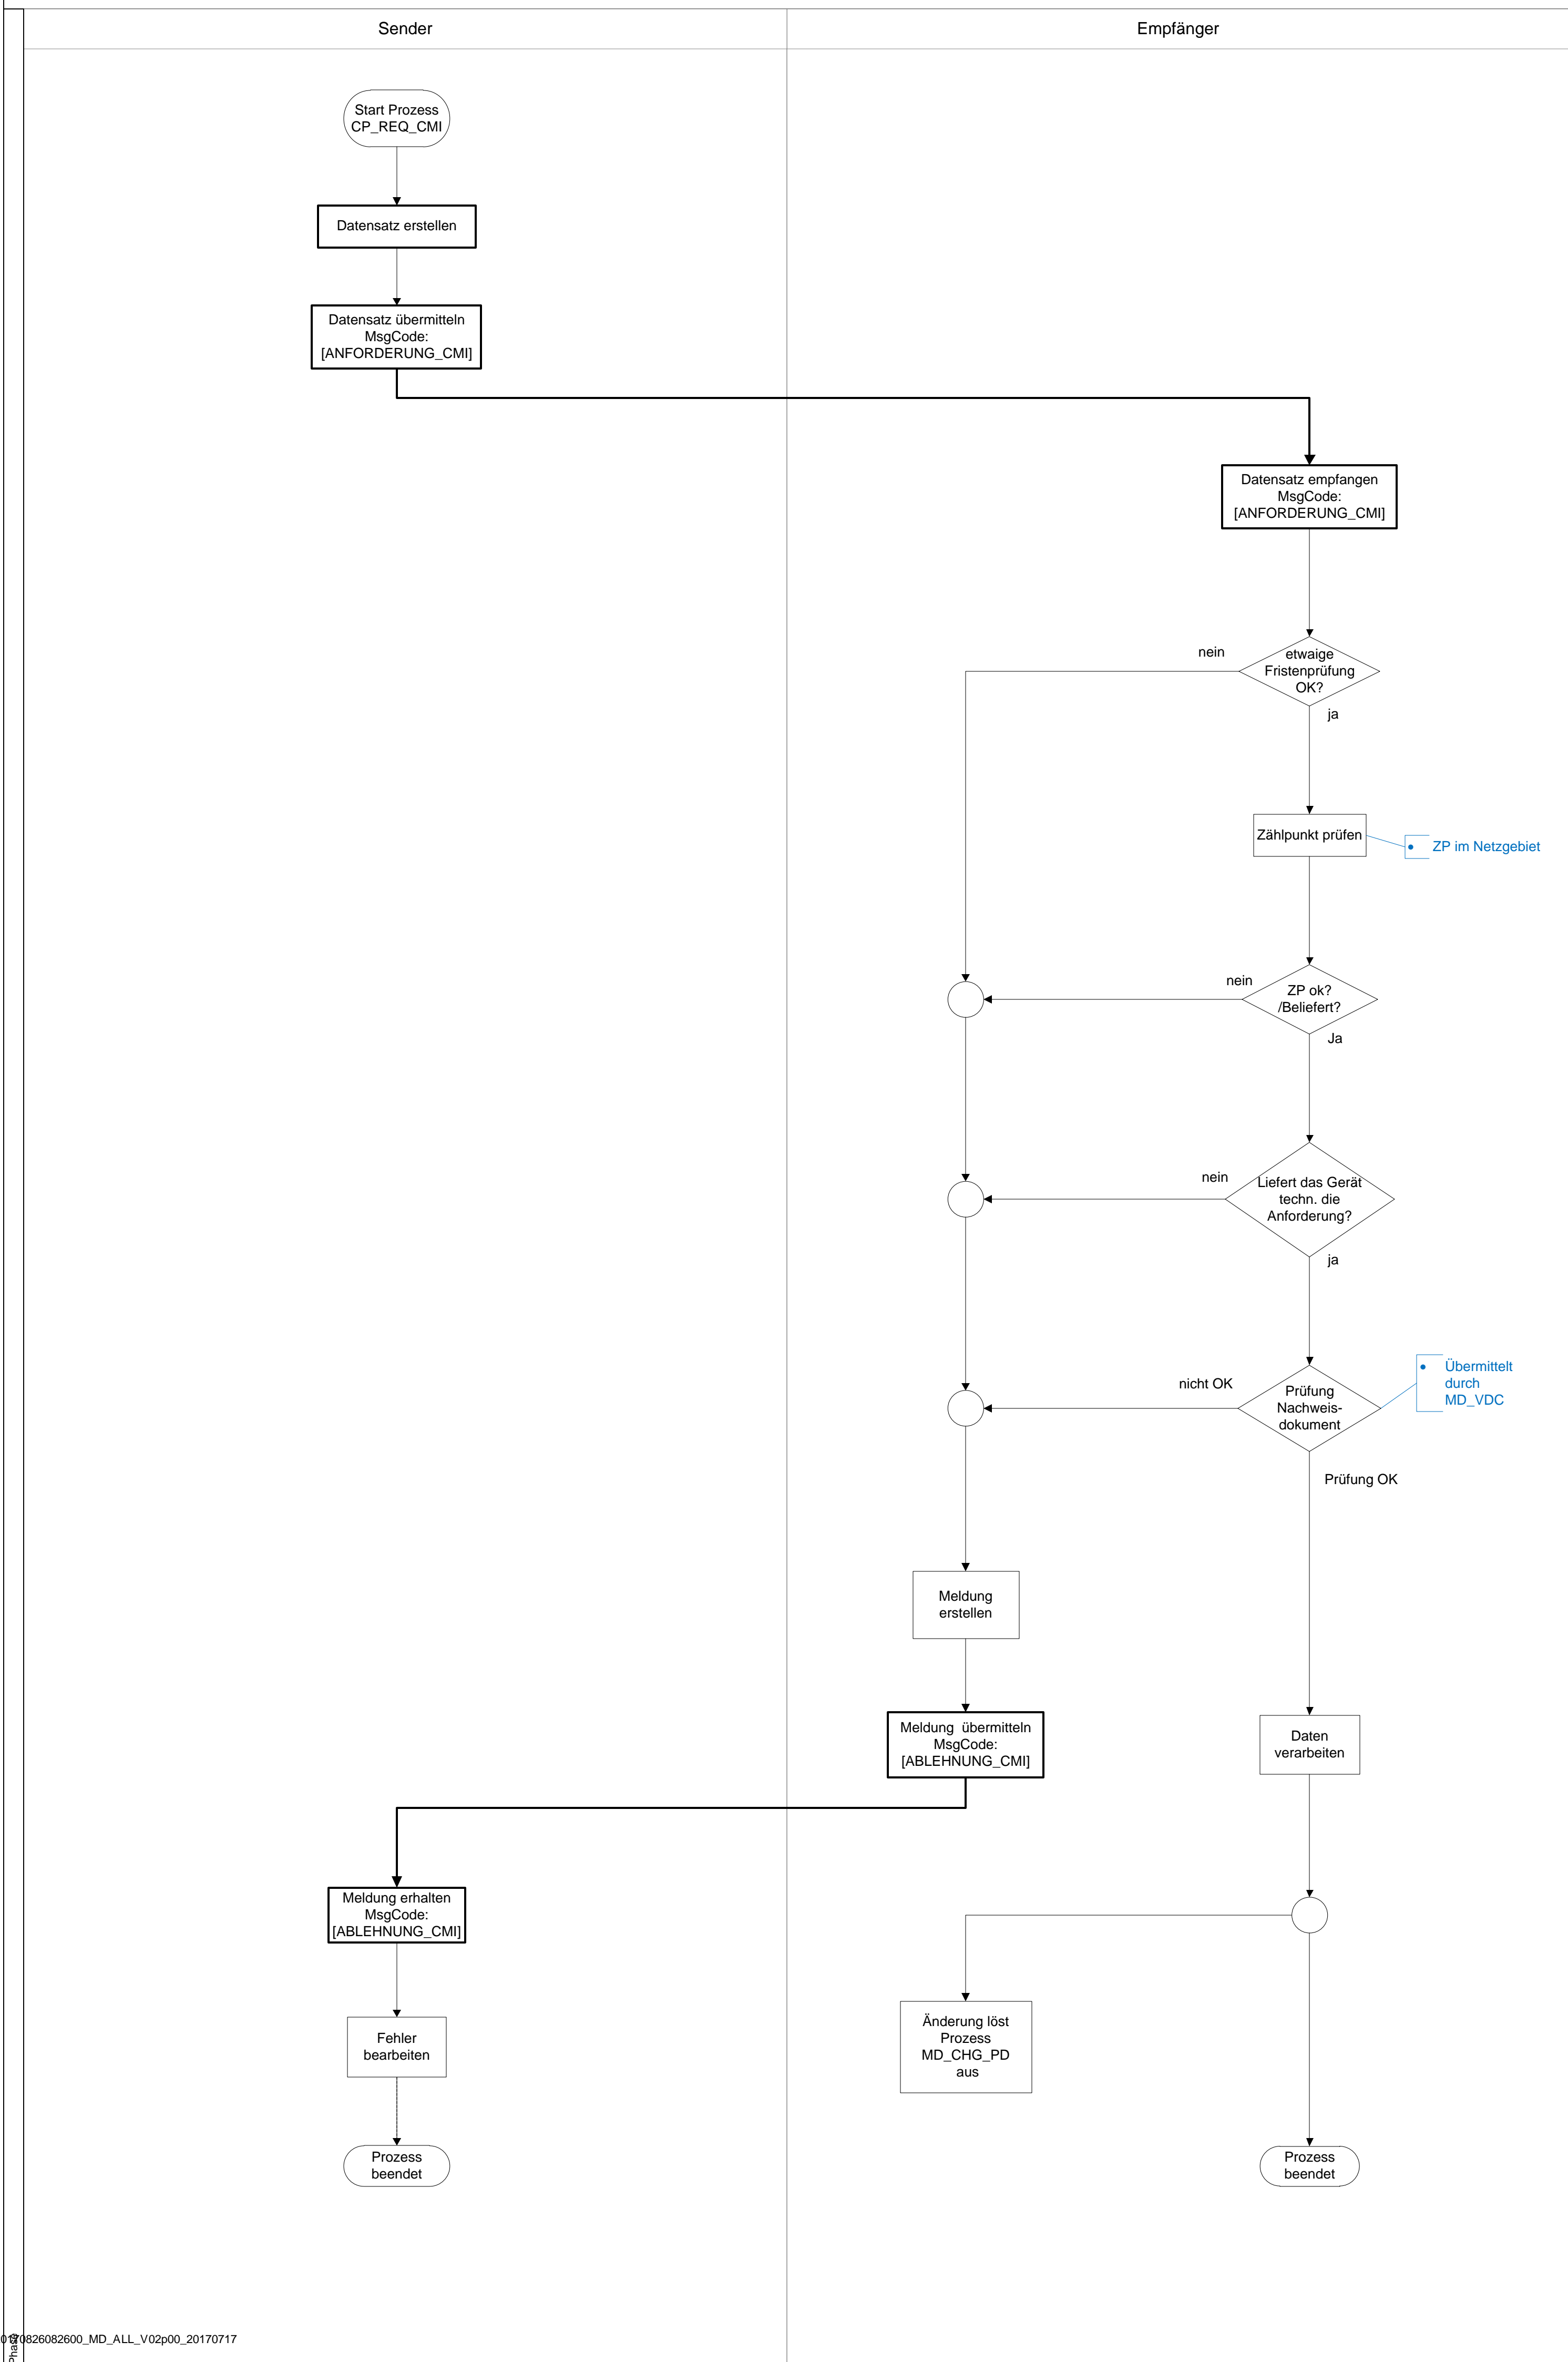 Sender
Empfänger
Start Prozess
CP_REQ_CMI
Datensatz erstellen
Datensatz übermitteln
MsgCode:
[ANFORDERUNG_CMI]
Datensatz empfangen
MsgCode:
[ANFORDERUNG_CMI]
nein
etwaige
Fristenprüfung
OK?
ja
Zählpunkt prüfen
• ZP im Netzgebiet
nein
ZP ok?
/Beliefert?
Ja
nein
Liefert das Gerät
techn. die
Anforderung?
ja
nicht OK
Prüfung
Nachweis-
dokument
• Übermittelt
durch
MD_VDC
Prüfung OK
Meldung
erstellen
Meldung übermitteln
MsgCode:
[ABLEHNUNG_CMI]
Daten
verarbeiten
Meldung erhalten
MsgCode:
[ABLEHNUNG_CMI]
Fehler
bearbeiten
Änderung löst
Prozess
MD_CHG_PD
aus
Prozess
beendet
Prozess
beendet
0170826082600_MD_ALL_V02p00_20170717
Phase